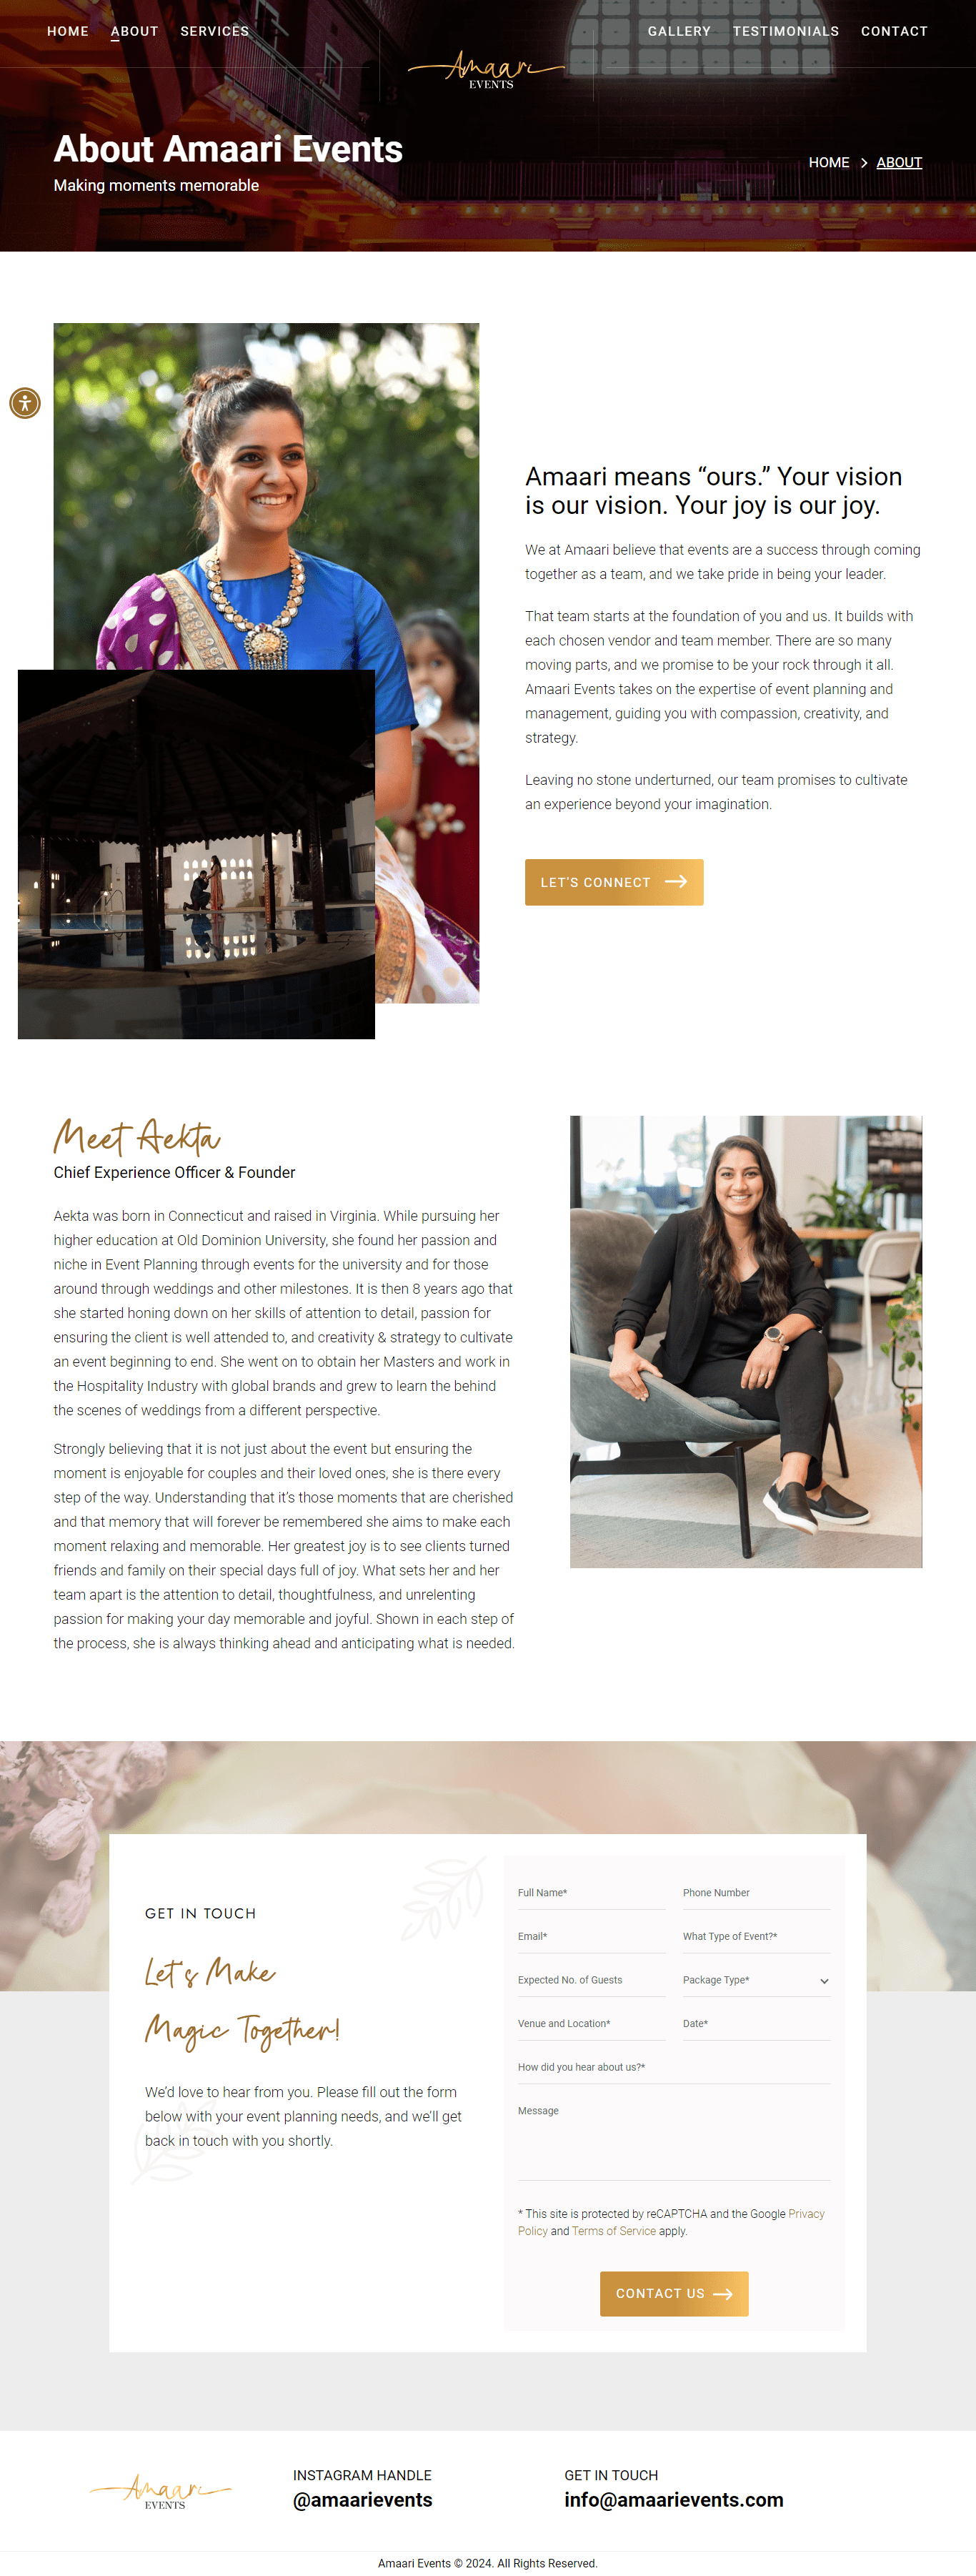 HOME ABOUT SERVICES
GALLERY TESTIMONIALS CONTACT
Amaari
EVENTS
About Amaari Events
Making moments memorable
HOME > ABOUT
Amaari means “ours.” Your vision
is our vision. Your joy is our joy.
We at Amaari believe that events are a success through coming
together as a team, and we take pride in being your leader.
That team starts at the foundation of you and us. It builds with
each chosen vendor and team member. There are so many
moving parts, and we promise to be your rock through it all.
Amaari Events takes on the expertise of event planning and
management, guiding you with compassion, creativity, and
strategy.
Leaving no stone underturned, our team promises to cultivate
an experience beyond your imagination.
LET’S CONNECT
Meet Aekta
Chief Experience Officer & Founder
Aekta was born in Connecticut and raised in Virginia. While pursuing her
higher education at Old Dominion University, she found her passion and
niche in Event Planning through events for the university and for those
around through weddings and other milestones. It is then 8 years ago that
she started honing down on her skills of attention to detail, passion for
ensuring the client is well attended to, and creativity & strategy to cultivate
an event beginning to end. She went on to obtain her Masters and work in
the Hospitality Industry with global brands and grew to learn the behind
the scenes of weddings from a different perspective.
Strongly believing that it is not just about the event but ensuring the
moment is enjoyable for couples and their loved ones, she is there every
step of the way. Understanding that it’s those moments that are cherished
and that memory that will forever be remembered she aims to make each
moment relaxing and memorable. Her greatest joy is to see clients turned
friends and family on their special days full of joy. What sets her and her
team apart is the attention to detail, thoughtfulness, and unrelenting
passion for making your day memorable and joyful. Shown in each step of
the process, she is always thinking ahead and anticipating what is needed.
GET IN TOUCH
Let's Make
Magic Together!
We’d love to hear from you. Please fill out the form
below with your event planning needs, and we’ll get
back in touch with you shortly.
Full Name*
Phone Number
Email*
What Type of Event?*
Expected No. of Guests
Package Type*
Venue and Location*
Date*
How did you hear about us?*
Message
* This site is protected by reCAPTCHA and the Google Privacy
Policy and Terms of Service apply.
CONTACT US
Amaari
EVENTS
INSTAGRAM HANDLE
@amaarievents
GET IN TOUCH
info@amaarievents.com
Amaari Events © 2024. All Rights Reserved.